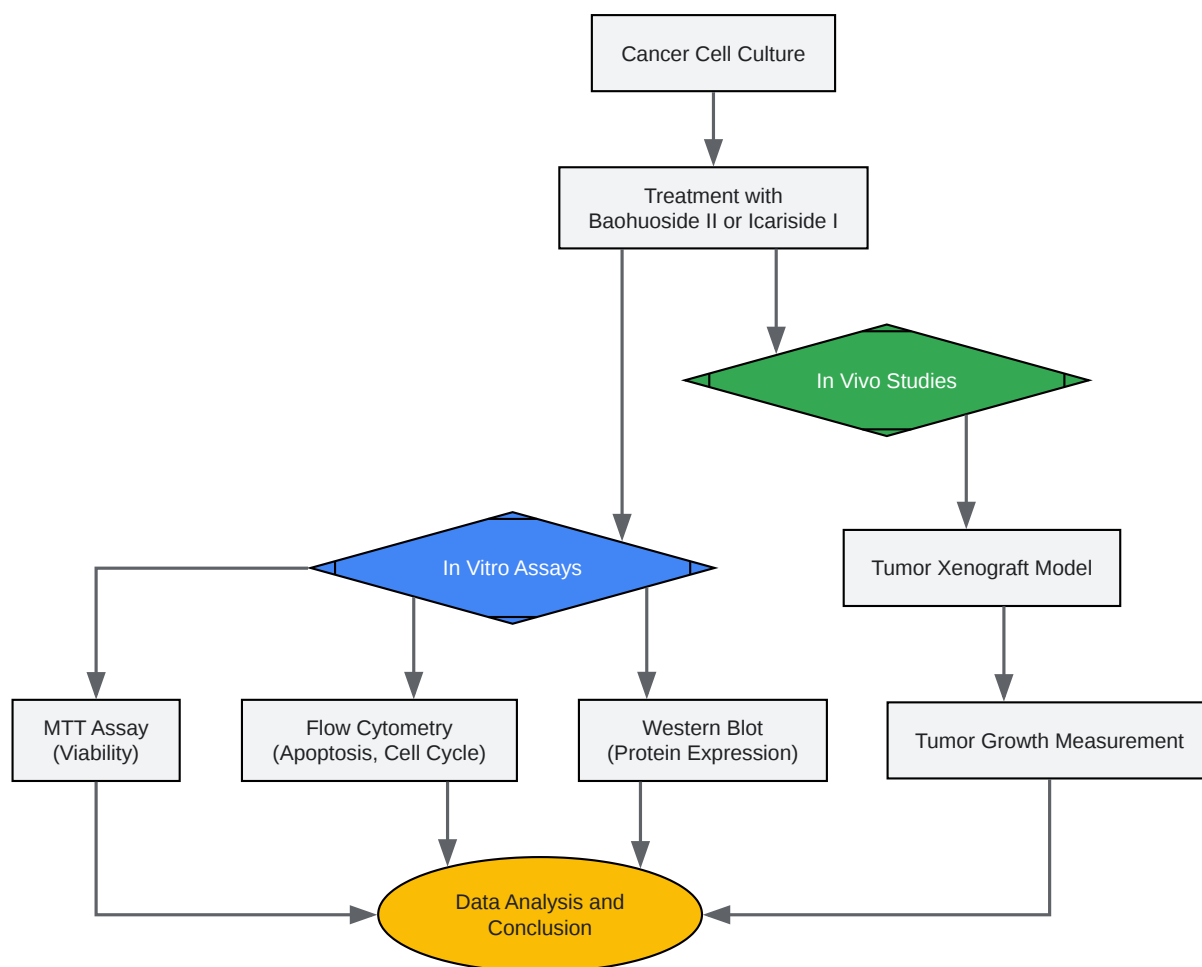 Cancer Cell Culture
Treatment with
Baohuoside II or Icariside I
In Vivo Studies
In Vitro Assays
Tumor Xenograft Model
MTT Assay
(Viability)
Flow Cytometry
(Apoptosis, Cell Cycle)
Western Blot
(Protein Expression)
Tumor Growth Measurement
Data Analysis and
Conclusion